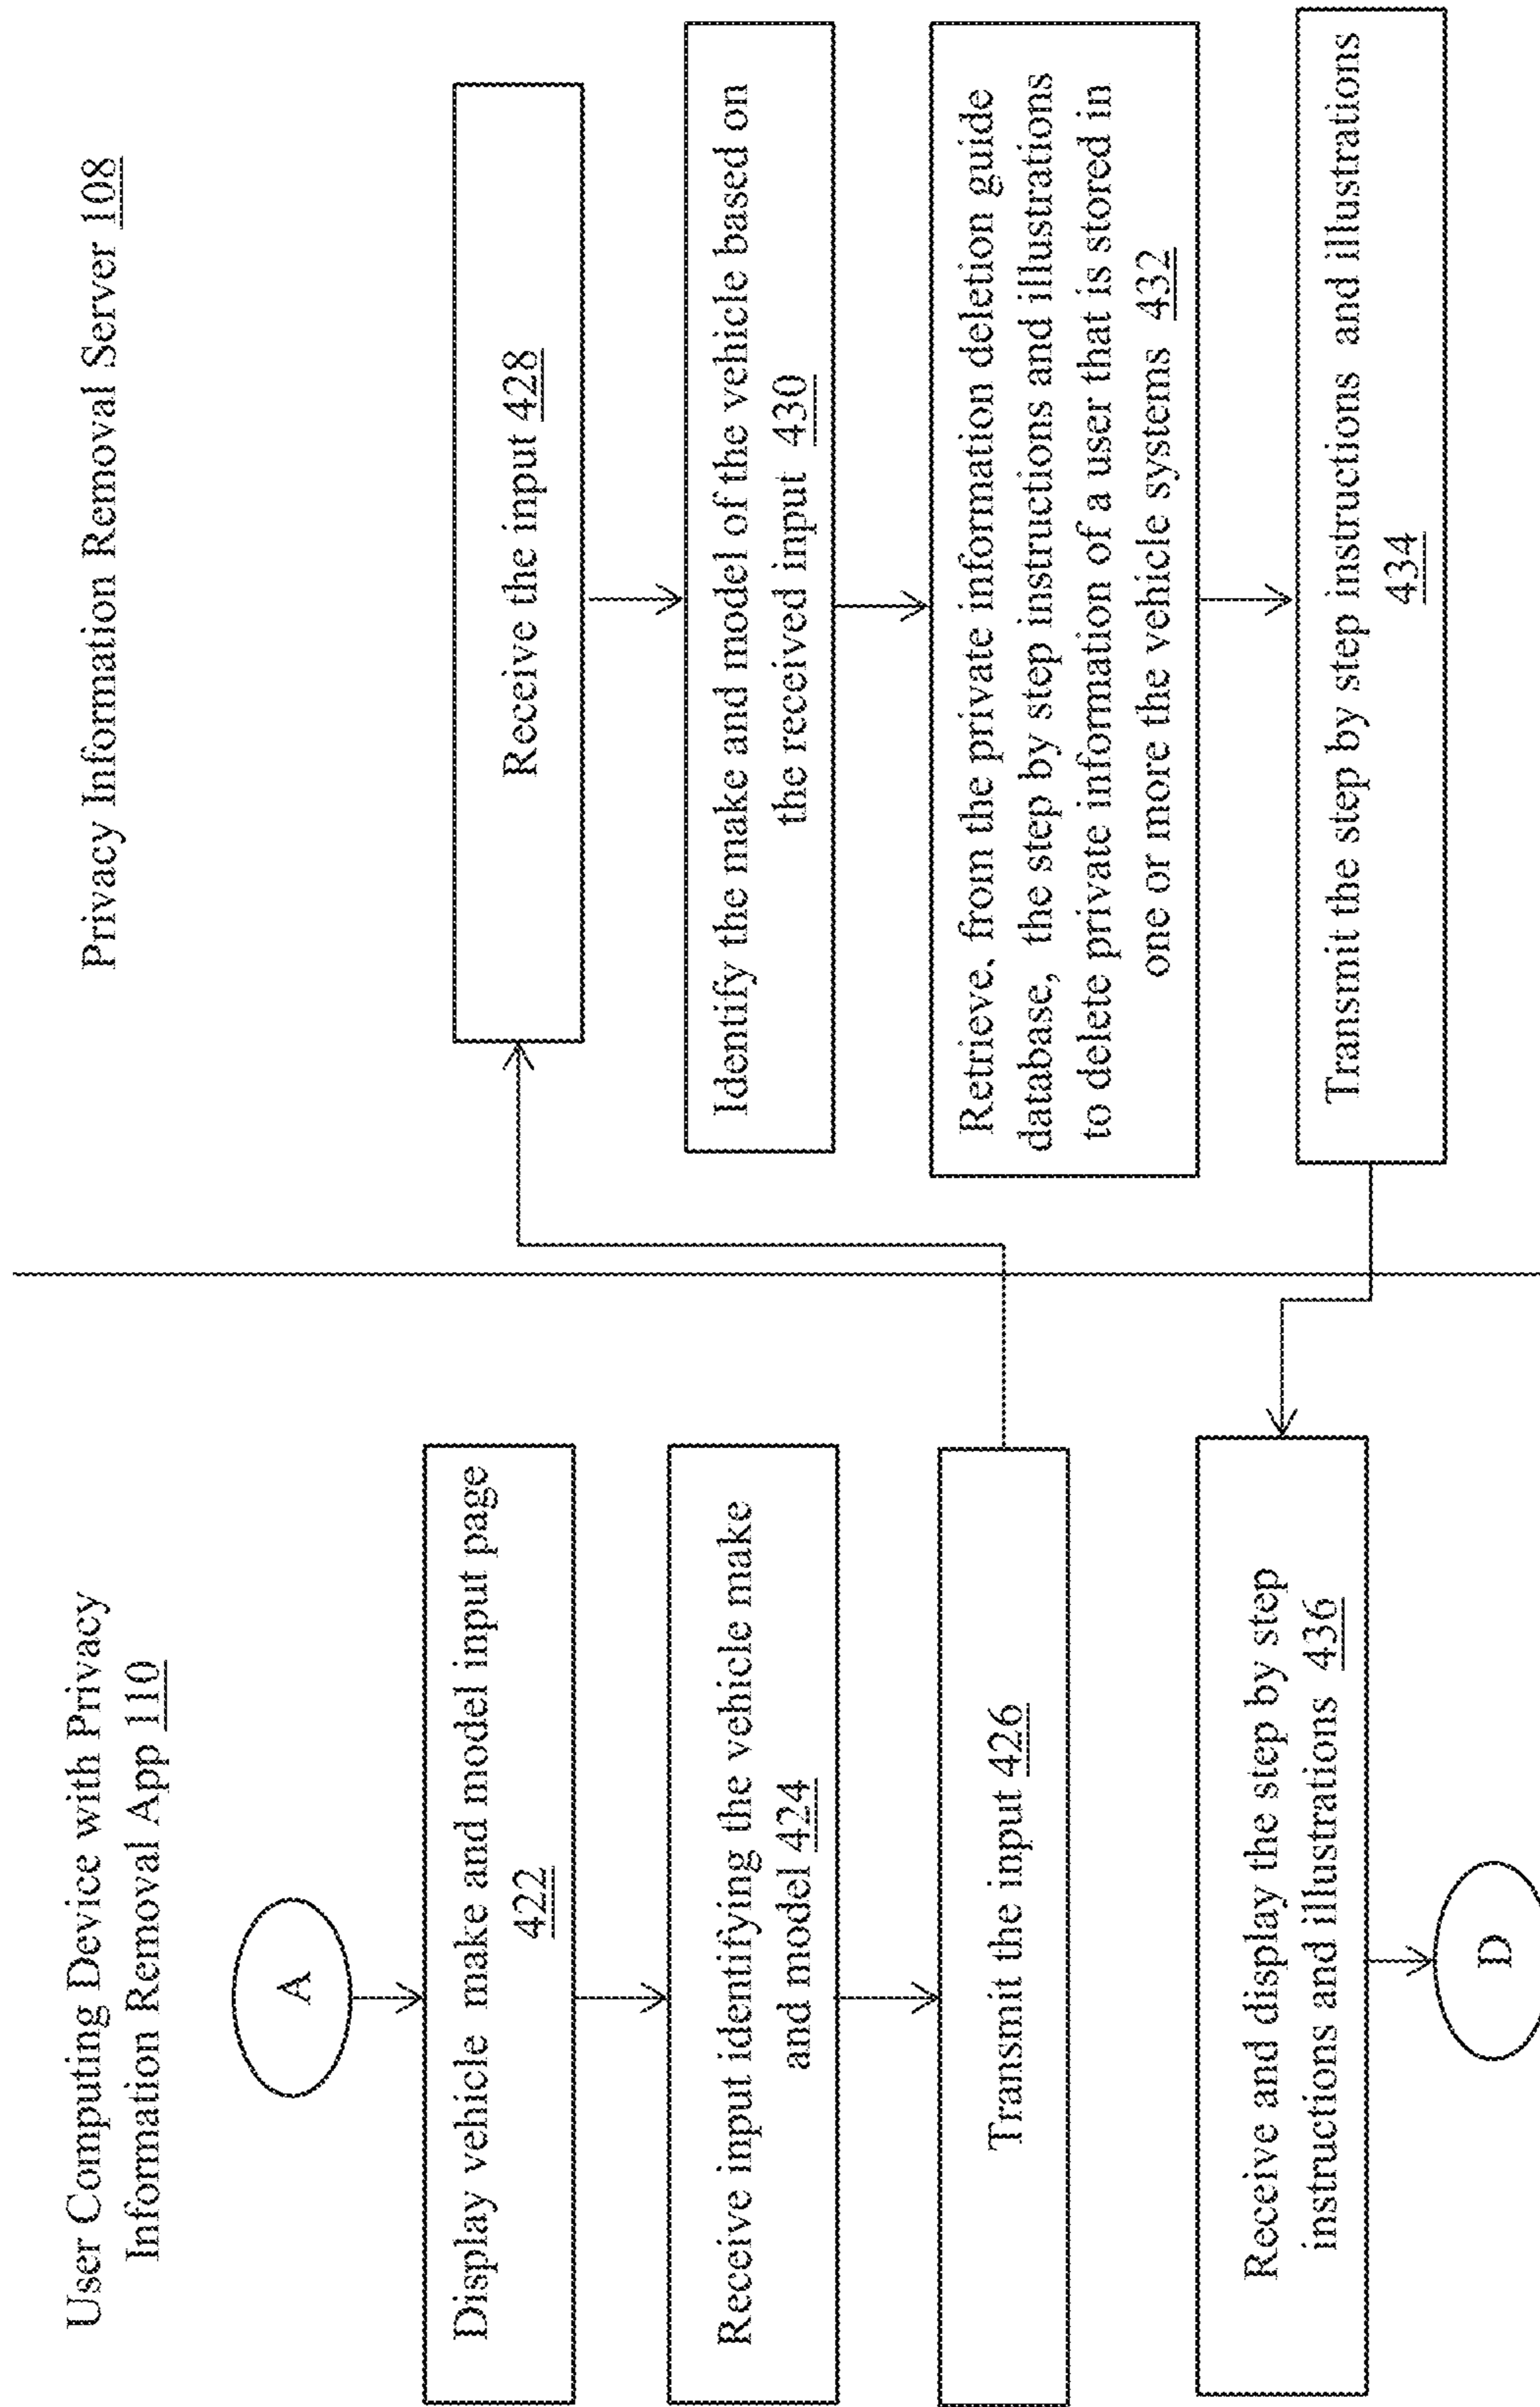 User Computing Device with Privacy
Information Removal App 110
A
Display vehicle make and model input page
422
Receive input identifying the vehicle make
and model 424
Transmit the input 426
Receive and display the step by step
instructions and illustrations 436
D
Privacy Information Removal Server 108
Receive the input 428
Identify the make and model of the vehicle based on
the received input 430
Retrieve, from the private information deletion guide
database, the step by step instructions and illustrations
to delete private information of a user that is stored in
one or more the vehicle systems 432
Transmit the step by step instructions and illustrations
434